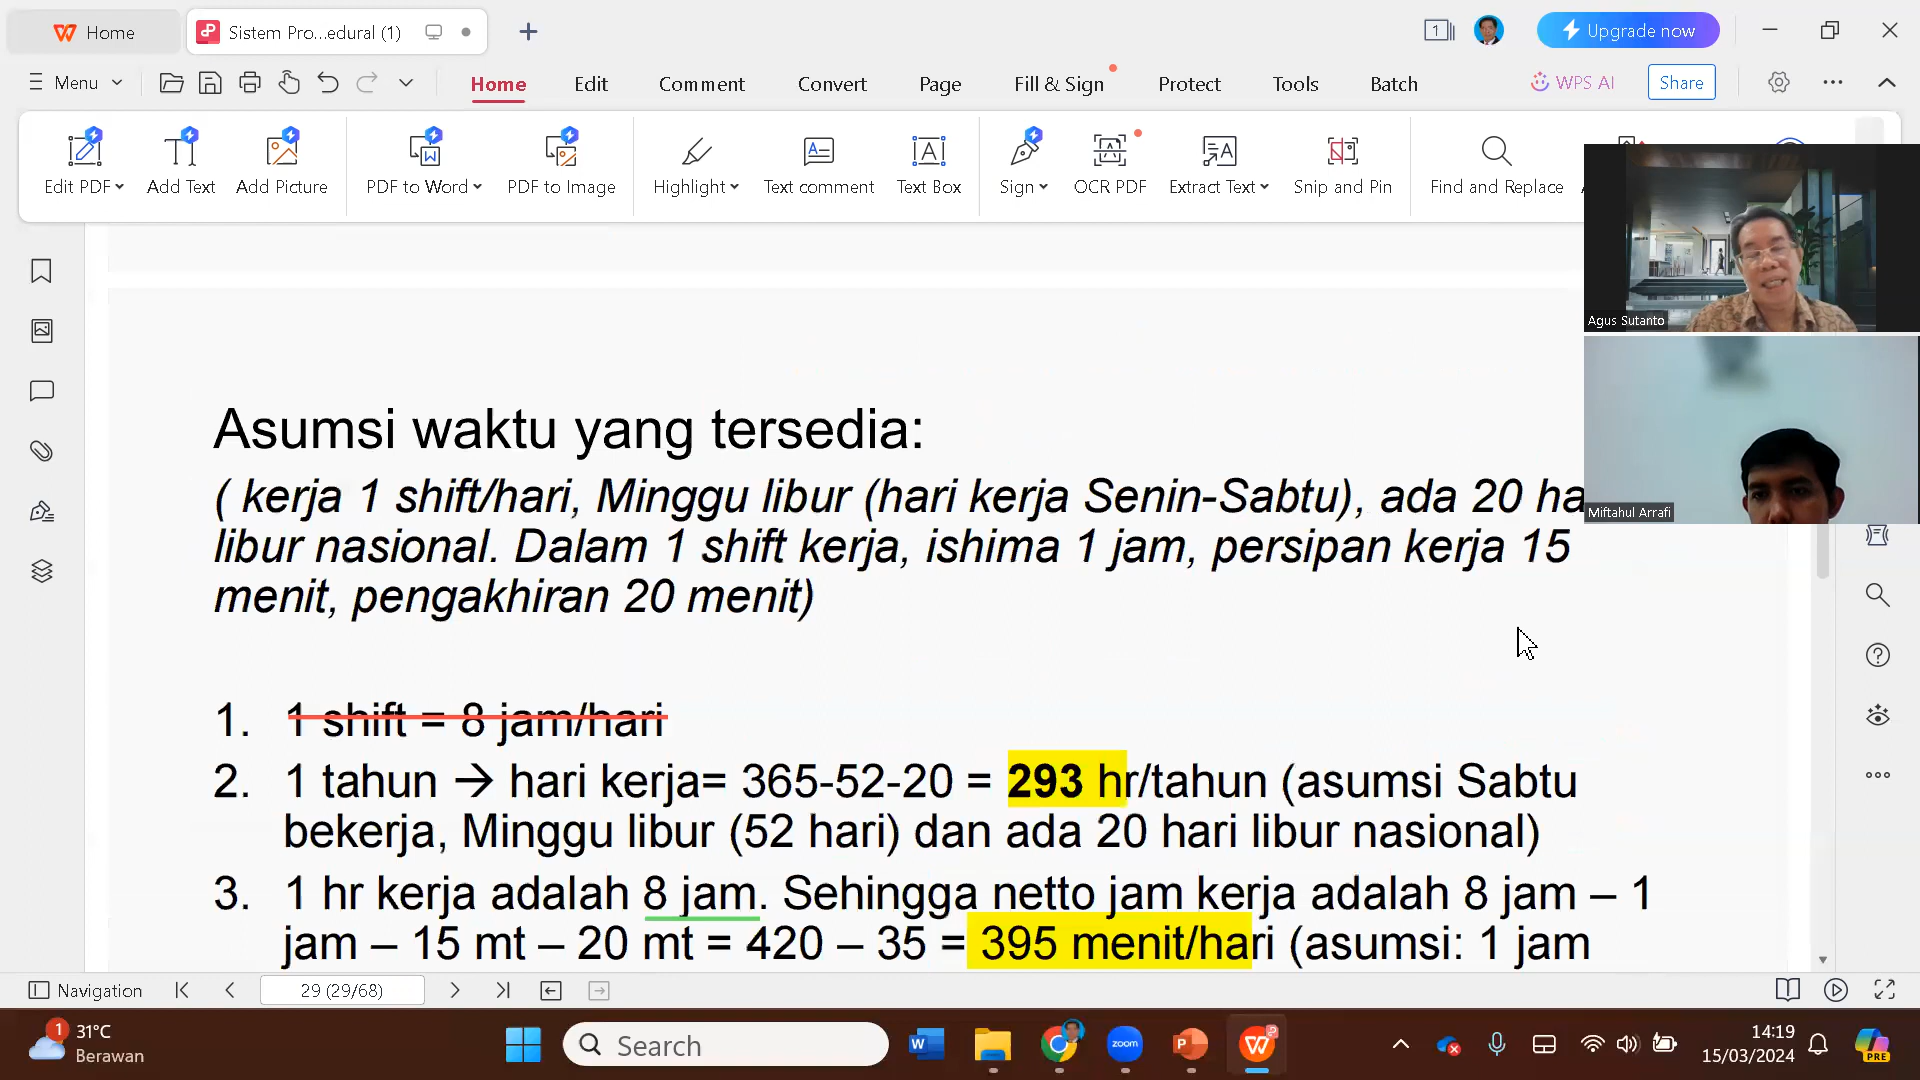 Home
Sistem Pro...edural (1)
1
Upgrade now
Menu
Home
Edit
Comment
Convert
Page
Fill & Sign
Protect
Tools
Batch
WPS AI
Share
Edit PDF
Add Text
Add Picture
PDF to Word
PDF to Image
Highlight
Text comment
Text Box
Sign
OCR PDF
Extract Text
Snip and Pin
Find and Replace
Agus Sutanto
Miftahul Arrafi
Asumsi waktu yang tersedia:
( kerja 1 shift/hari, Minggu libur (hari kerja Senin-Sabtu), ada 20 ha
libur nasional. Dalam 1 shift kerja, ishima 1 jam, persipan kerja 15
menit, pengakhiran 20 menit)
1. 1 shift = 8 jam/hari
2. 1 tahun → hari kerja= 365-52-20 = 293 hr/tahun (asumsi Sabtu
bekerja, Minggu libur (52 hari) dan ada 20 hari libur nasional)
3. 1 hr kerja adalah 8 jam. Sehingga netto jam kerja adalah 8 jam – 1
jam – 15 mt – 20 mt = 420 – 35 = 395 menit/hari (asumsi: 1 jam
Navigation
29 (29/68)
1
31°C
Berawan
Search
zoom
14:19
15/03/2024
PRE